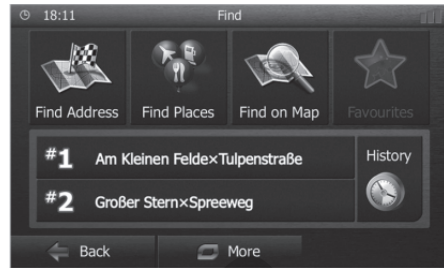 18:11 Find
Find Address Find Places Find on Map Favourites
#1 Am Kleinen Felde×Tulpenstraße History
#2 Großer Stern×Spreeweg
Back More